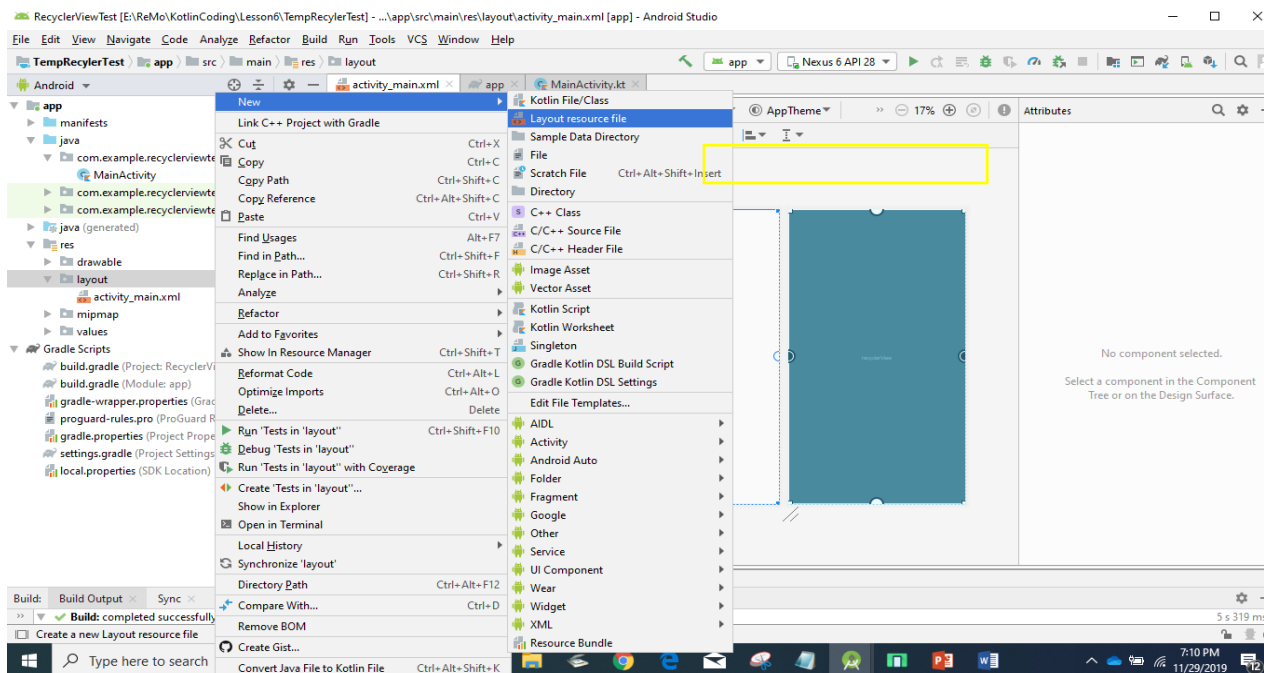 RecyclerViewTest [E:\ReMo\KotlinCoding\Lesson6\TempRecylerTest] - ...\app\src\main\res\layout\activity_main.xml [app] - Android Studio
File Edit View Navigate Code Analyze Refactor Build Run Tools VCS Window Help
TempRecylerTest app src main res layout app Nexus 6 API 28
Android activity_main.xml app MainActivity.kt
app
manifests
java
com.example.recyclerviewte
MainActivity
com.example.recyclerviewte
com.example.recyclerviewte
java (generated)
res
drawable
layout
activity_main.xml
mipmap
values
Gradle Scripts
build.gradle (Project: RecyclerVi
build.gradle (Module: app)
gradle-wrapper.properties (Grad
proguard-rules.pro (ProGuard R
gradle.properties (Project Prope
settings.gradle (Project Settings
local.properties (SDK Location)
New
Link C++ Project with Gradle
Cut Ctrl+X
Copy Ctrl+C
Copy Path Ctrl+Shift+C
Copy Reference Ctrl+Alt+Shift+C
Paste Ctrl+V
Find Usages Alt+F7
Find in Path... Ctrl+Shift+F
Replace in Path... Ctrl+Shift+R
Analyze
Refactor
Add to Favorites
Show In Resource Manager Ctrl+Shift+T
Reformat Code Ctrl+Alt+L
Optimize Imports Ctrl+Alt+O
Delete... Delete
Run 'Tests in 'layout'' Ctrl+Shift+F10
Debug 'Tests in 'layout''
Run 'Tests in 'layout'' with Coverage
Create 'Tests in 'layout''...
Show in Explorer
Open in Terminal
Local History
Synchronize 'layout'
Directory Path Ctrl+Alt+F12
Compare With... Ctrl+D
Remove BOM
Create Gist...
Convert Java File to Kotlin File Ctrl+Alt+Shift+K
Kotlin File/Class
Layout resource file
Sample Data Directory
File
Scratch File Ctrl+Alt+Shift+Insert
Directory
C++ Class
C/C++ Source File
C/C++ Header File
Image Asset
Vector Asset
Kotlin Script
Kotlin Worksheet
Singleton
Gradle Kotlin DSL Build Script
Gradle Kotlin DSL Settings
Edit File Templates...
AIDL
Activity
Android Auto
Folder
Fragment
Google
Other
Service
UI Component
Wear
Widget
XML
Resource Bundle
AppTheme 17% Attributes
RecyclerView
No component selected.
Select a component in the Component
Tree or on the Design Surface.
Build: Build Output Sync
Build: completed successfully 5 s 319 ms
Create a new Layout resource file
Type here to search
7:10 PM
11/29/2019
12